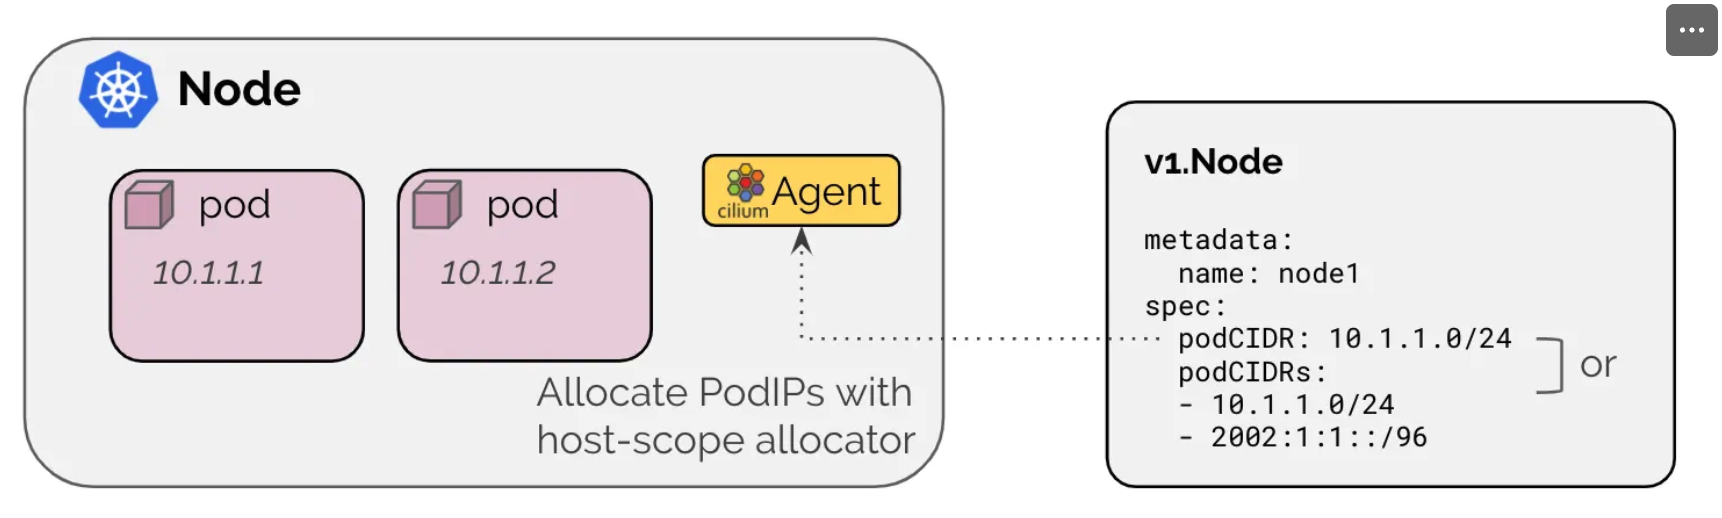 Node
pod
10.1.1.1
pod
10.1.1.2
cilium Agent
Allocate PodIPs with
host-scope allocator
v1.Node
metadata:
  name: node1
spec:
  podCIDR: 10.1.1.0/24
  podCIDRs:
  - 10.1.1.0/24
  - 2002:1:1::/96
or